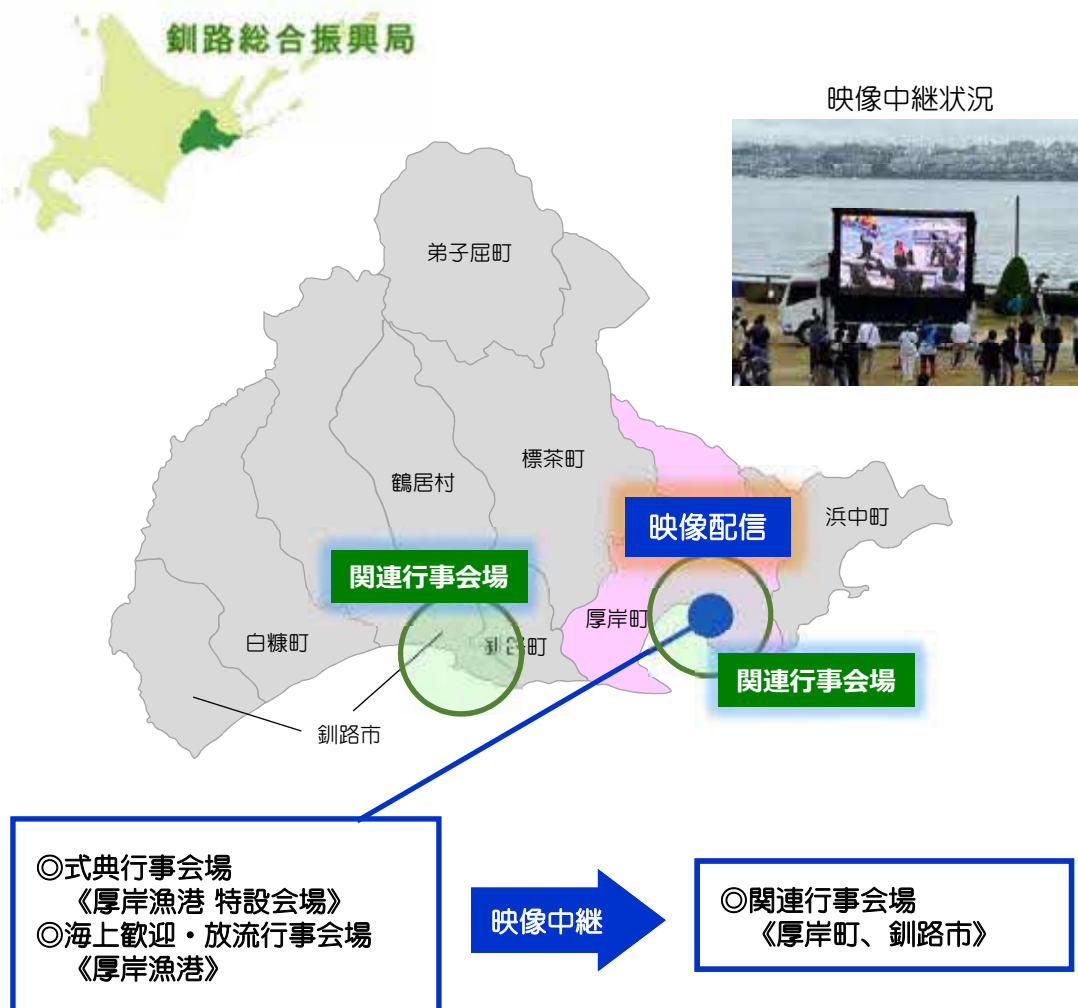 釧路総合振興局
映像中継状況
弟子屈町
標茶町
鶴居村
浜中町
映像配信
関連行事会場
厚岸町
白糠町
町
関連行事会場
釧路市
◎式典行事会場
《厚岸漁港 特設会場》
◎海上歓迎・放流行事会場
《厚岸漁港》
映像中継
◎関連行事会場
《厚岸町、釧路市》